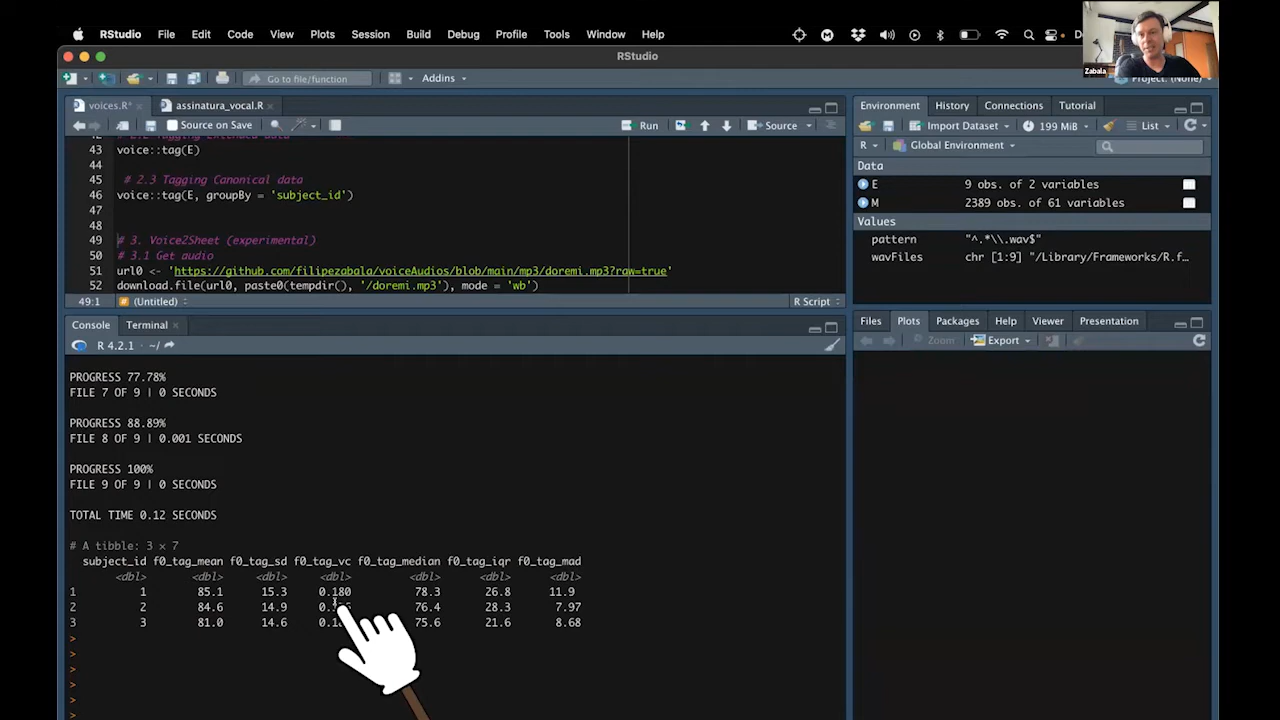 RStudio File Edit Code View Plots Session Build Debug Profile Tools Window Help
Zabala
RStudio
Go to file/function Addins Project: (None)
voices.R* assinatura_vocal.R
Source on Save Run Source
43 voice::tag(E)
44
45 # 2.3 Tagging Canonical data
46 voice::tag(E, groupBy = 'subject_id')
47
48
49 # 3. Voice2Sheet (experimental)
50 # 3.1 Get audio
51 url0 <- 'https://github.com/filipezabala/voiceAudios/blob/main/mp3/doremi.mp3?raw=true'
52 download.file(url0, paste0(tempdir(), '/doremi.mp3'), mode = 'wb')
49:1 (Untitled) R Script
Console Terminal
R 4.2.1 · ~/
PROGRESS 77.78%
FILE 7 OF 9 | 0 SECONDS
PROGRESS 88.89%
FILE 8 OF 9 | 0.001 SECONDS
PROGRESS 100%
FILE 9 OF 9 | 0 SECONDS
TOTAL TIME 0.12 SECONDS
# A tibble: 3 × 7
subject_id f0_tag_mean f0_tag_sd f0_tag_vc f0_tag_median f0_tag_iqr f0_tag_mad
<dbl> <dbl> <dbl> <dbl> <dbl> <dbl> <dbl>
1 1 85.1 15.3 0.180 78.3 26.8 11.9
2 2 84.6 14.9 76.4 28.3 7.97
3 3 81.0 14.6 75.6 21.6 8.68
>
>
>
>
>
>
Environment History Connections Tutorial
Import Dataset 199 MiB List
R Global Environment
Data
E 9 obs. of 2 variables
M 2389 obs. of 61 variables
Values
pattern "^.*\\.wav$"
wavFiles chr [1:9] "/Library/Frameworks/R.f…
Files Plots Packages Help Viewer Presentation
Zoom Export